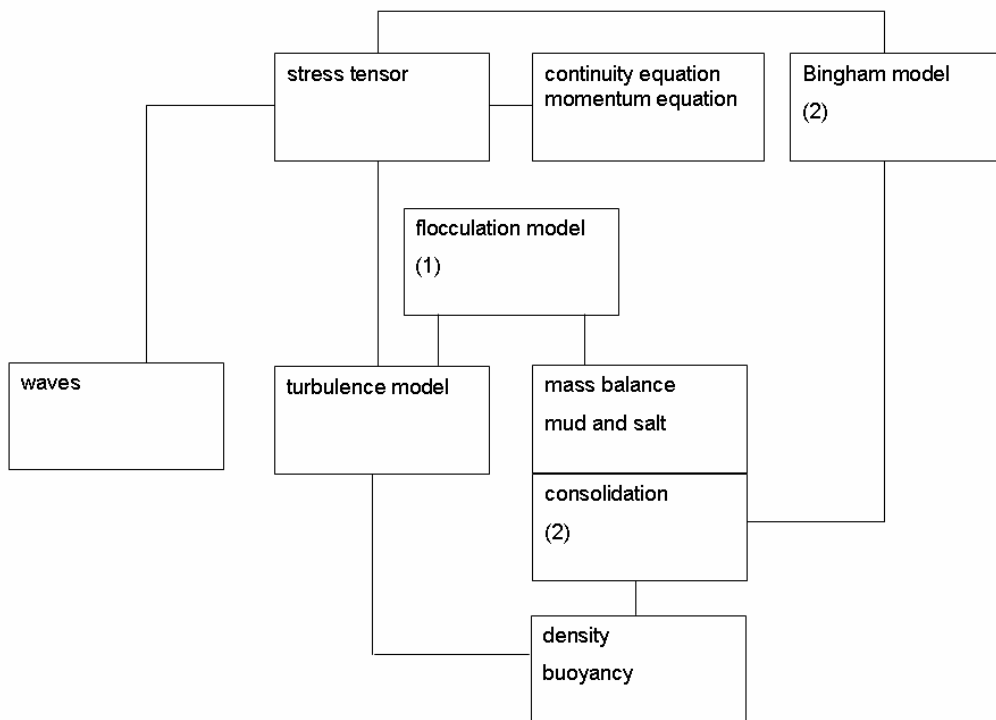 stress tensor
continuity equation
momentum equation
Bingham model
(2)
flocculation model
(1)
waves
turbulence model
mass balance
mud and salt
consolidation
(2)
density
buoyancy